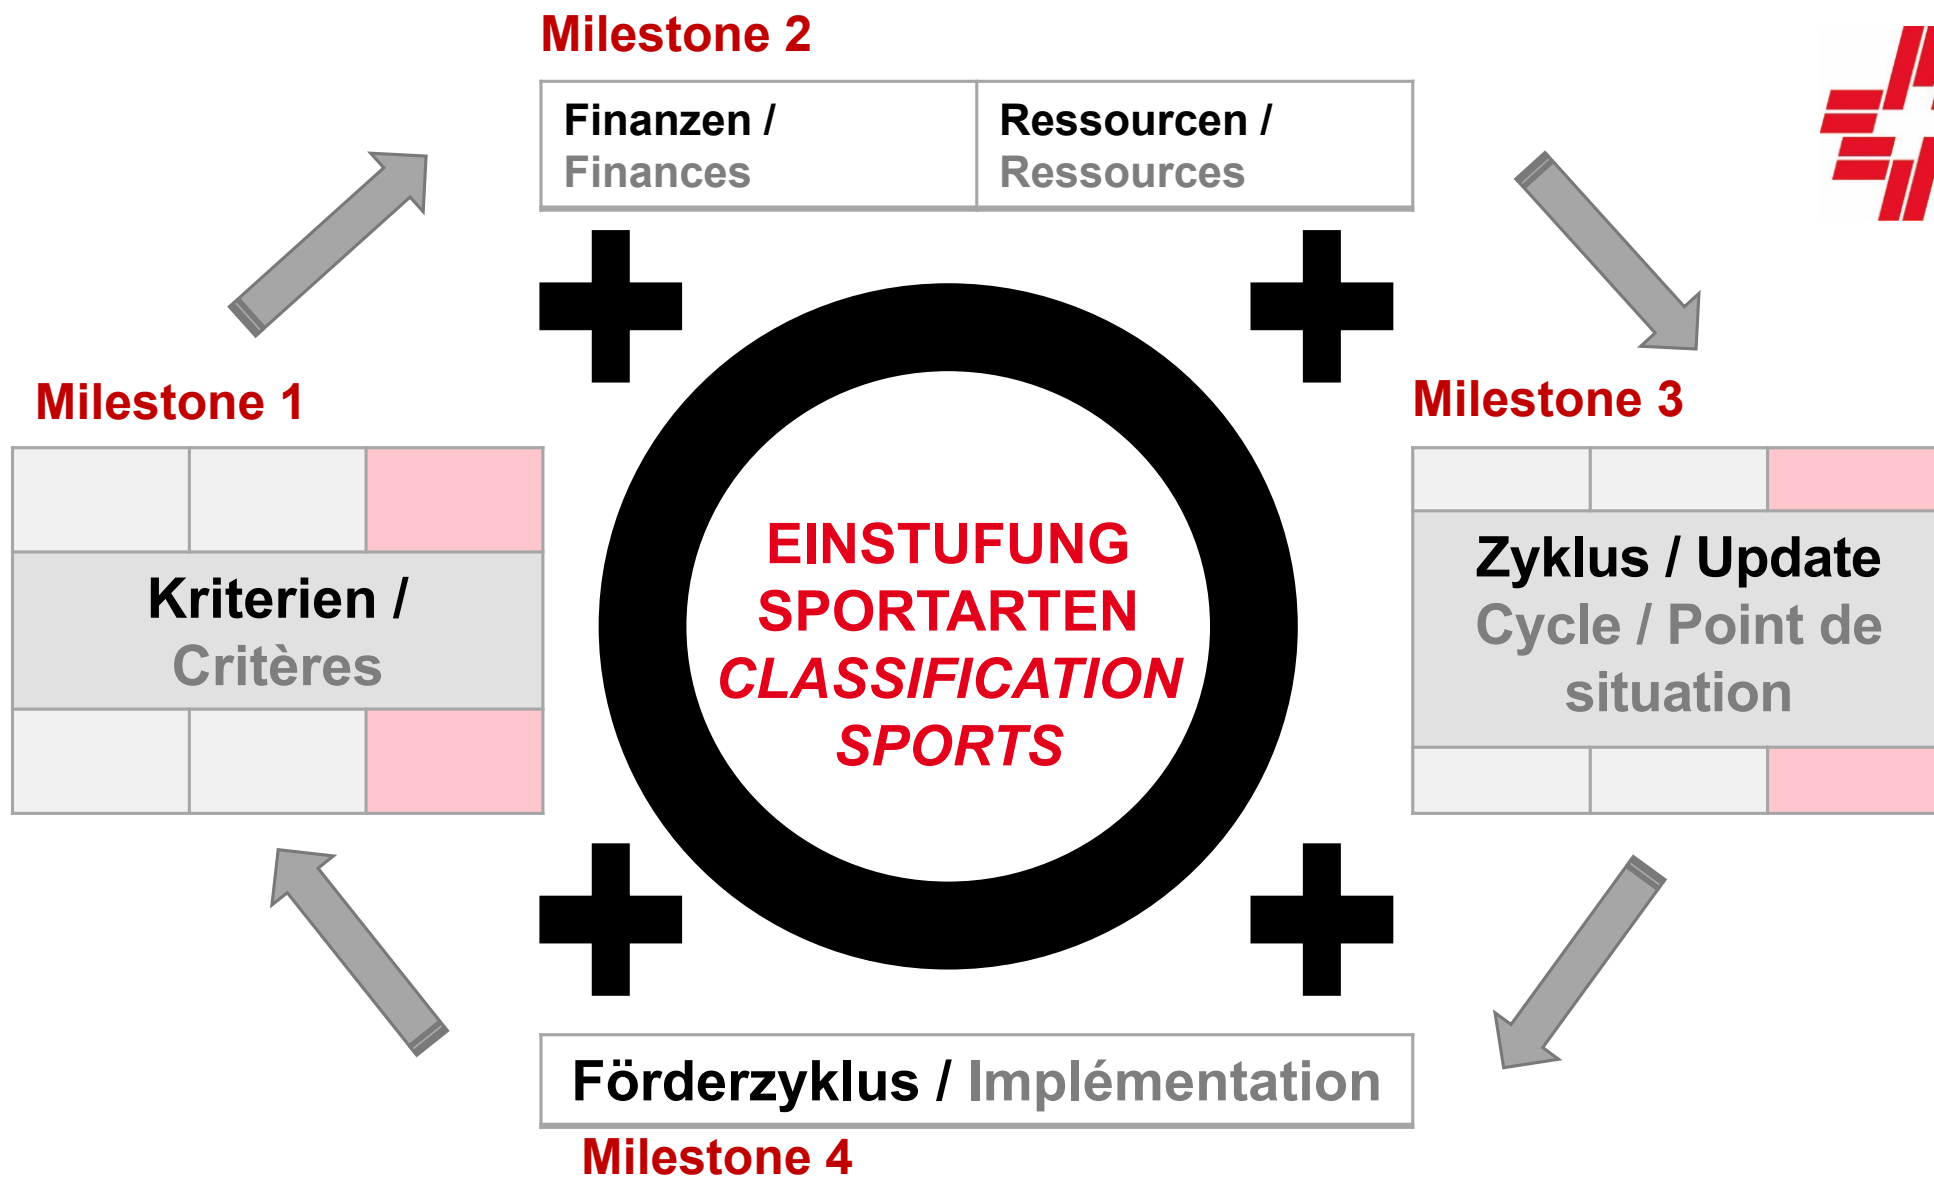 Milestone 2
Finanzen /
Finances
Ressourcen /
Ressources
Milestone 1
Kriterien /
Critères
EINSTUFUNG
SPORTARTEN
CLASSIFICATION
SPORTS
Milestone 3
Zyklus / Update
Cycle / Point de
situation
Förderzyklus / Implémentation
Milestone 4